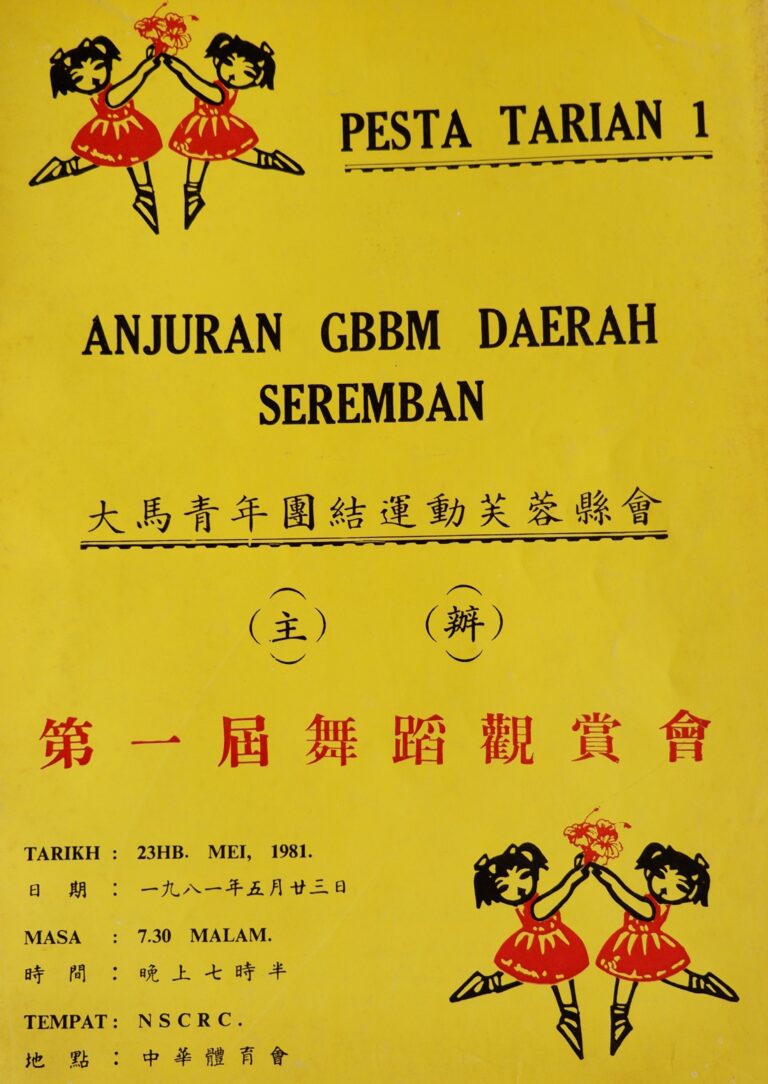 PESTA TARIAN 1
ANJURAN GBBM DAERAH
SEREMBAN
大馬青年團結運動芙蓉縣會
(主) (辦)
第一屆舞蹈觀賞會
TARIKH : 23HB. MEI, 1981.
日期 : 一九八一年五月廿三日
MASA : 7.30 MALAM.
時間 : 晚上七時半
TEMPAT : NSCRC.
地點 : 中華體育會